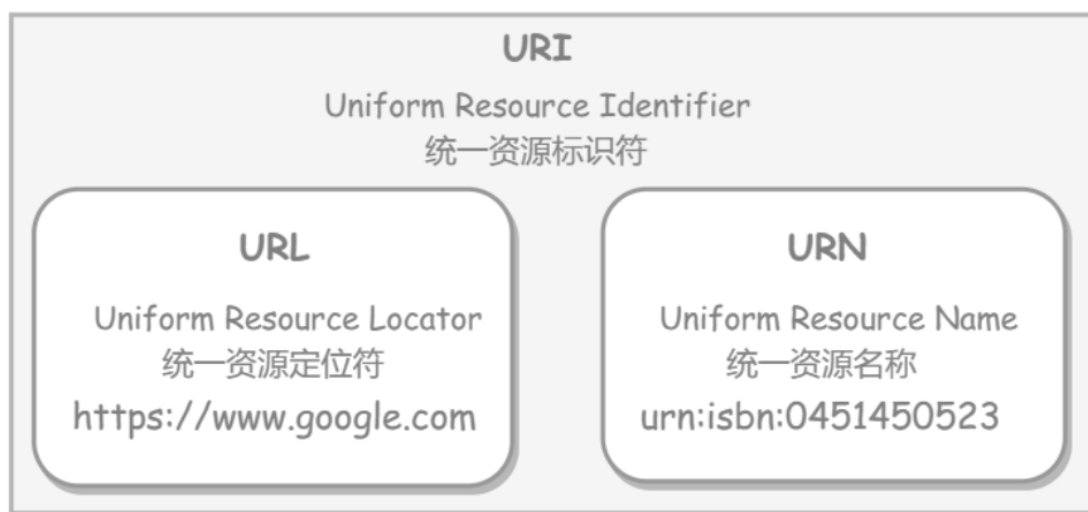 URI
Uniform Resource Identifier
统一资源标识符
URL
Uniform Resource Locator
统一资源定位符
https://www.google.com
URN
Uniform Resource Name
统一资源名称
urn:isbn:0451450523